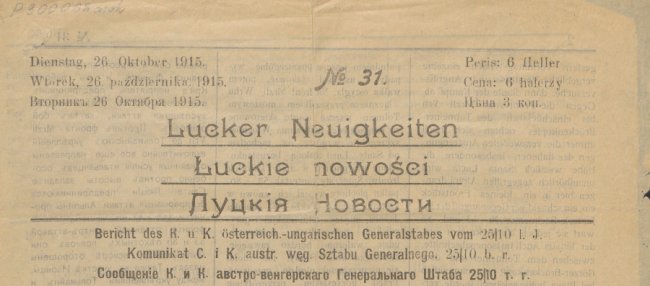 Dienstag, 26. Oktober 1915.
Wtorek, 26. października. 1915.
Вторникъ 26 Октября 1915.
№ 31.
Peris: 6 Heller
Cena: 6 halerzy
Цѣна 3 коп.
Lucker Neuigkeiten
Łuckie nowości
Луцкія Новости
Bericht des K. u K. österreich.-ungarischen Generalstabes vom 25|10 l. J.
Komunikat C. i K. austr. węg. Sztabu Generalnego. 25|10 b. r.
Сообщеніе К. и К. австро-венгерскаго Генеральнаго Штаба 25|10 т. г.